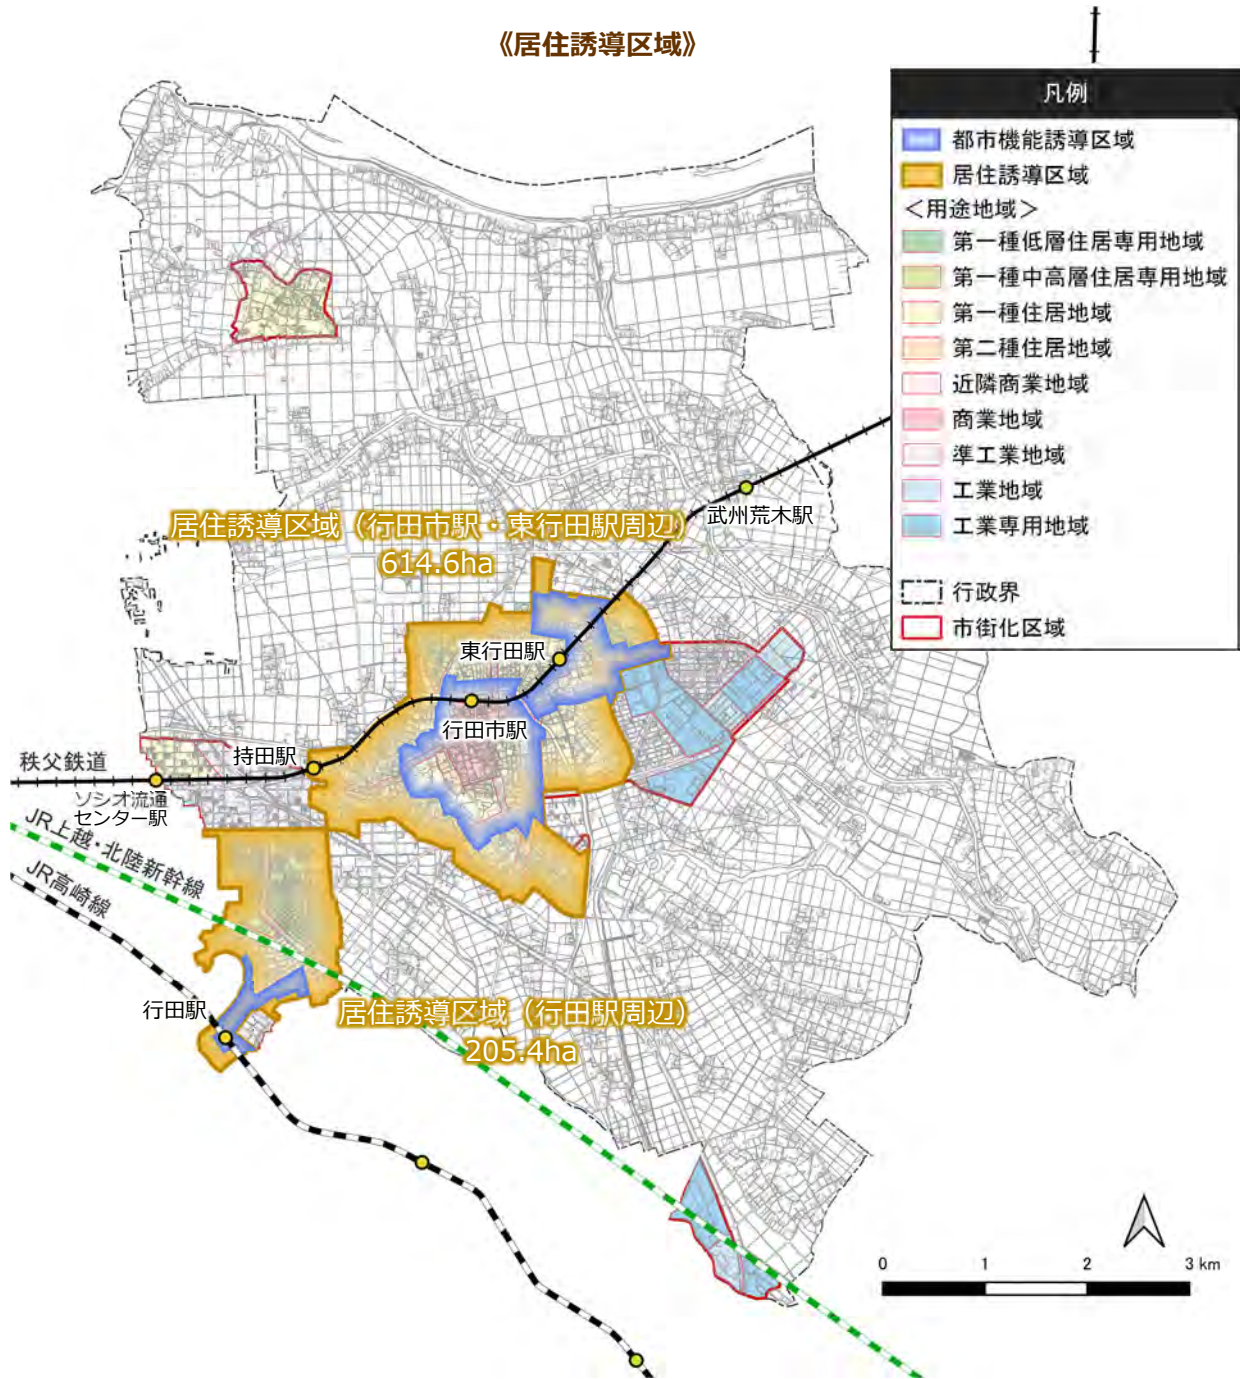 《居住誘導区域》
凡例
都市機能誘導区域
居住誘導区域
＜用途地域＞
第一種低層住居専用地域
第一種中高層住居専用地域
第一種住居地域
第二種住居地域
近隣商業地域
商業地域
準工業地域
工業地域
工業専用地域
行政界
市街化区域
武州荒木駅
居住誘導区域（行田市駅・東行田駅周辺）
614.6ha
東行田駅
行田市駅
持田駅
秩父鉄道
ソシオ流通
センター駅
JR上越・北陸新幹線
JR高崎線
行田駅
居住誘導区域（行田駅周辺）
205.4ha
0 1 2 3 km